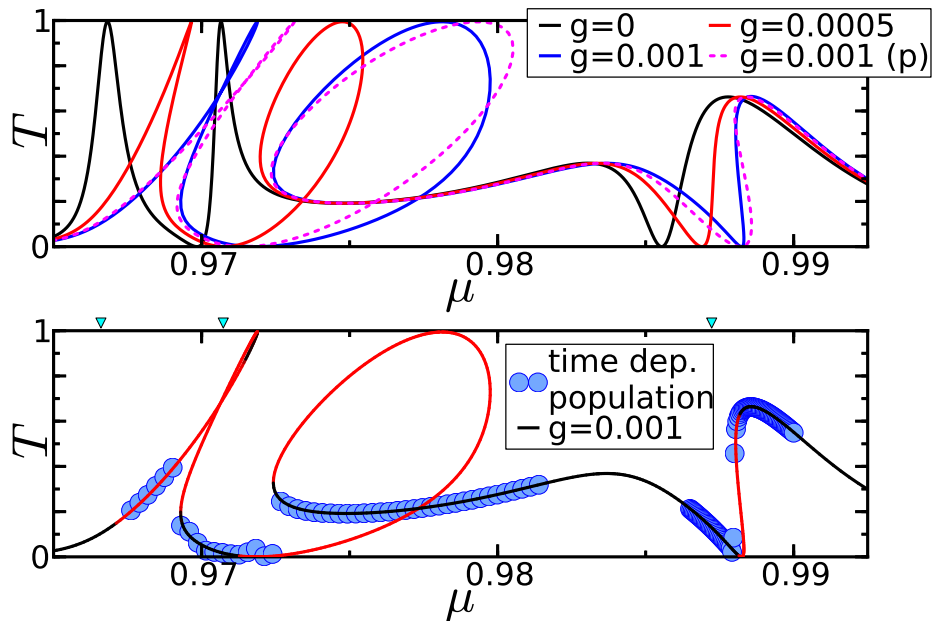 1
T
0
g=0
g=0.0005
g=0.001
g=0.001 (p)
0.97
0.98
0.99
μ
1
T
0
time dep.
population
g=0.001
0.97
0.98
0.99
μ